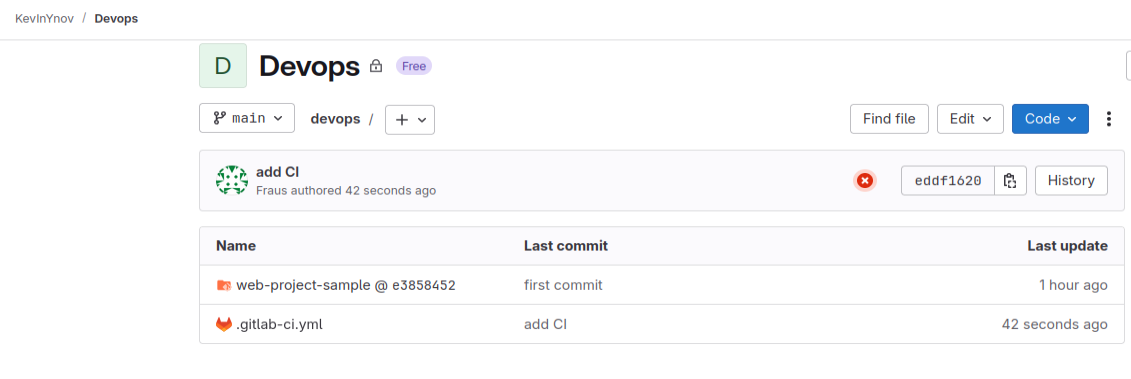 KevInYnov / Devops
D Devops Free
main devops / + Find file Edit Code
add CI
Fraus authored 42 seconds ago
eddf1620 History
Name Last commit Last update
web-project-sample @ e3858452 first commit 1 hour ago
.gitlab-ci.yml add CI 42 seconds ago